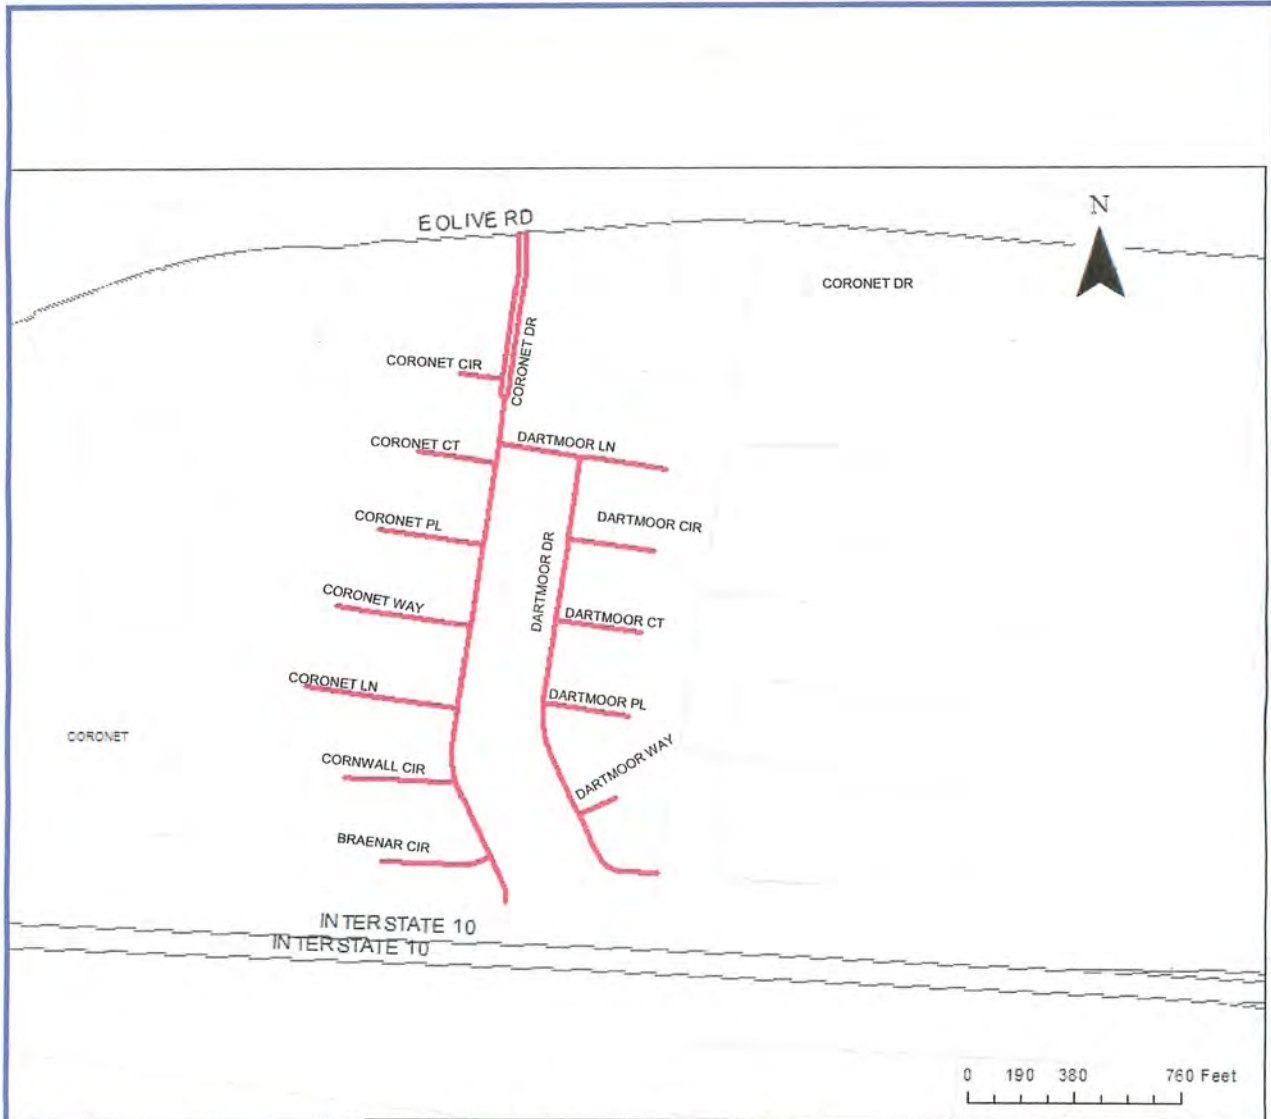 E OLIVE RD
N
CORONET DR
CORONET DR
CORONET CIR
DARTMOOR LN
CORONET CT
CORONET PL
DARTMOOR CIR
DARTMOOR DR
CORONET WAY
DARTMOOR CT
CORONET LN
DARTMOOR PL
CORONET
DARTMOOR WAY
CORNWALL CIR
BRAENAR CIR
INTERSTATE 10
INTERSTATE 10
0 190 380 760 Feet